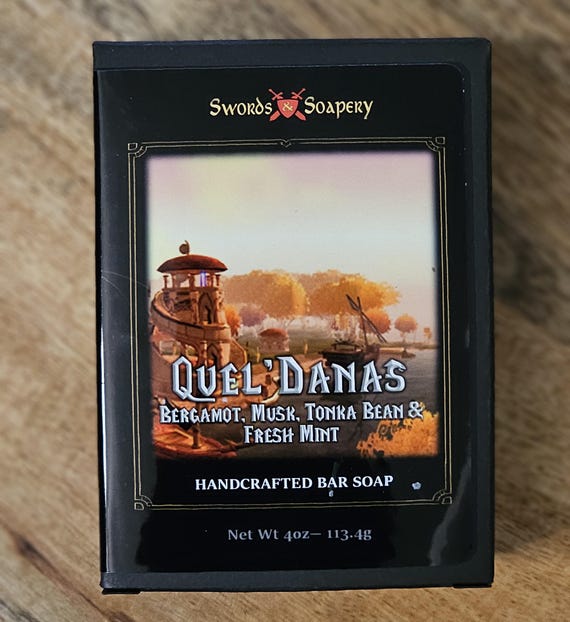 Swords & Soapery
Quel'Danas
Bergamot, Musk, Tonka Bean &
Fresh Mint
HANDCRAFTED BAR SOAP
Net Wt 4oz— 113.4g